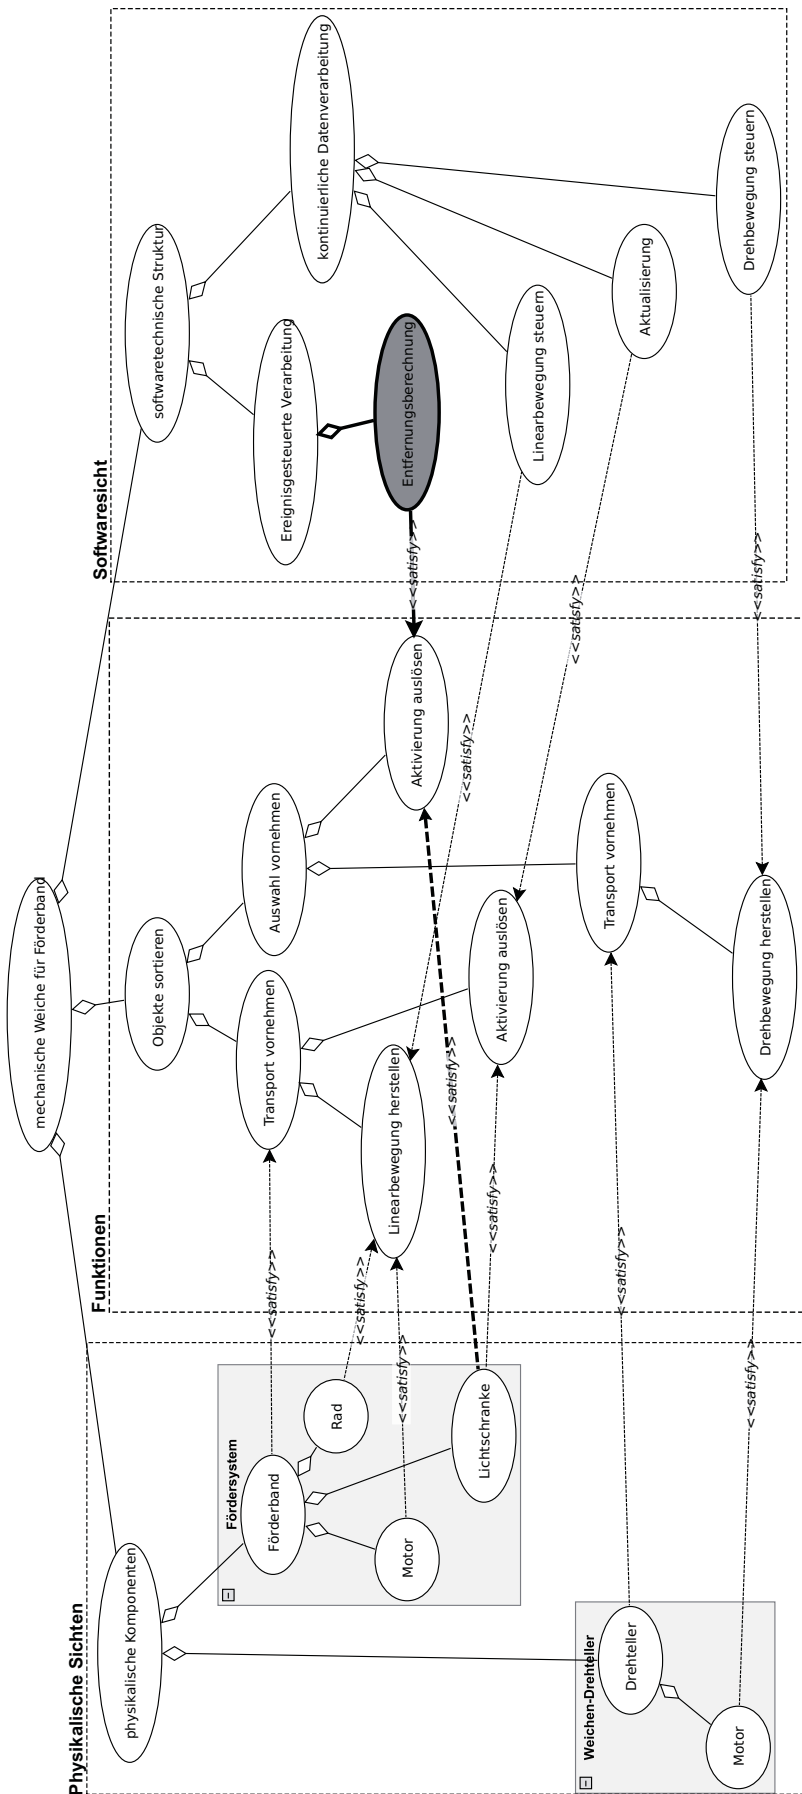 mechanische Weiche für Förderband
Physikalische Sichten
physikalische Komponenten
Fördersystem
Förderband
Rad
Motor
Lichtschranke
Weichen-Drehteller
Drehteller
Motor
<<satisfy>>
<<satisfy>>
<<satisfy>>
<<satisfy>>
<<satisfy>>
<<satisfy>>
<<satisfy>>
Funktionen
Objekte sortieren
Transport vornehmen
Auswahl vornehmen
Linearbewegung herstellen
Aktivierung auslösen
Aktivierung auslösen
Transport vornehmen
Drehbewegung herstellen
<<satisfy>>
<<satisfy>>
<<satisfy>>
<<satisfy>>
Softwaresicht
softwaretechnische Struktur
Ereignisgesteuerte Verarbeitung
kontinuierliche Datenverarbeitung
Entfernungsberechnung
Linearbewegung steuern
Aktualisierung
Drehbewegung steuern